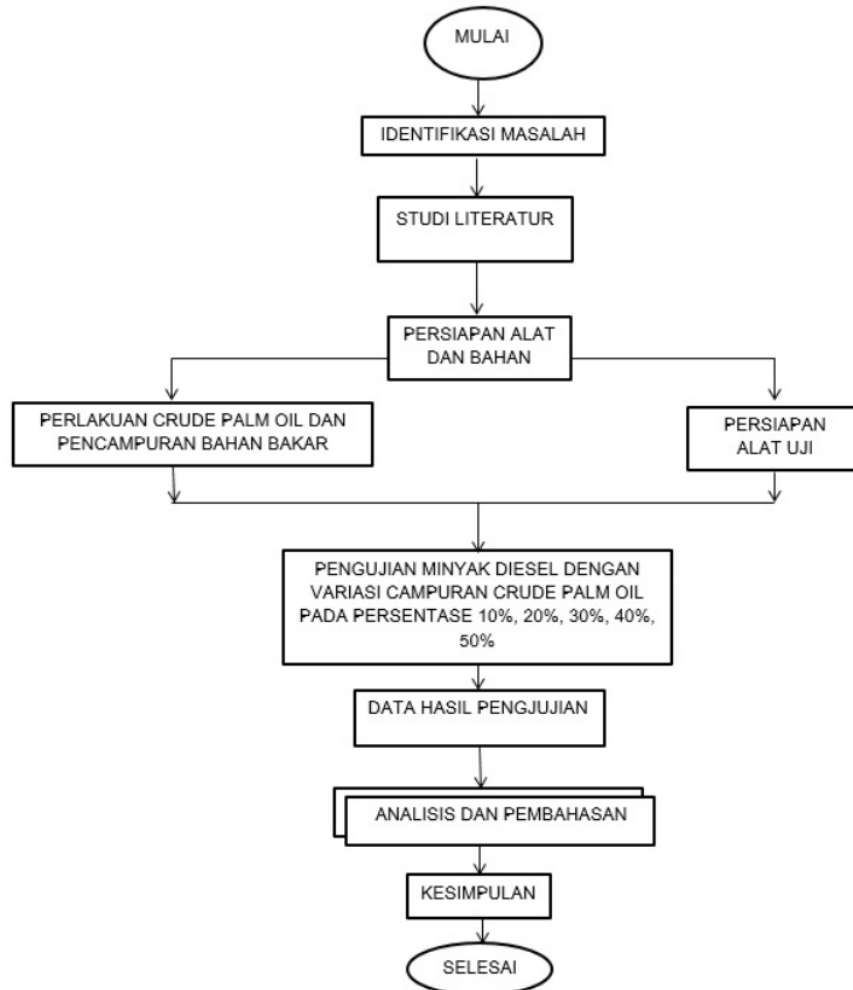 MULAI
IDENTIFIKASI MASALAH
STUDI LITERATUR
PERSIAPAN ALAT
DAN BAHAN
PERLAKUAN CRUDE PALM OIL DAN
PENCAMPURAN BAHAN BAKAR
PERSIAPAN
ALAT UJI
PENGUJIAN MINYAK DIESEL DENGAN
VARIASI CAMPURAN CRUDE PALM OIL
PADA PERSENTASE 10%, 20%, 30%, 40%,
50%
DATA HASIL PENGJUJIAN
ANALISIS DAN PEMBAHASAN
KESIMPULAN
SELESAI